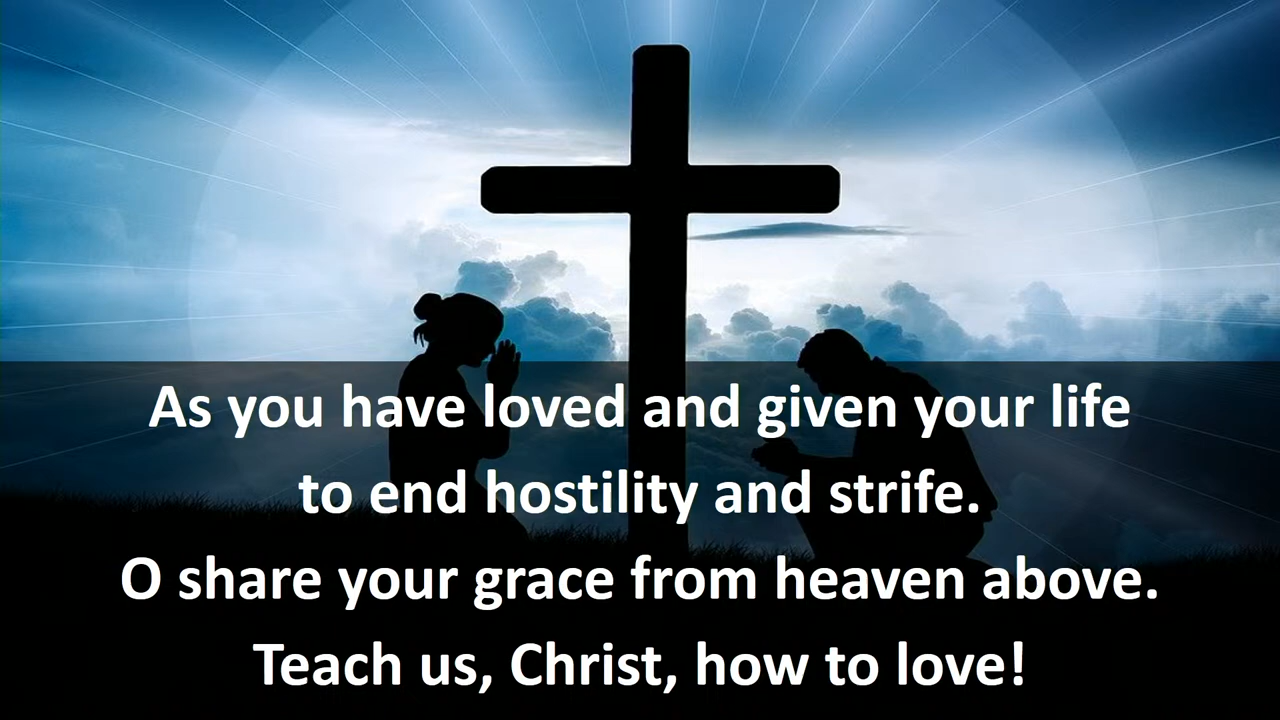 As you have loved and given your life
to end hostility and strife.
O share your grace from heaven above.
Teach us, Christ, how to love!